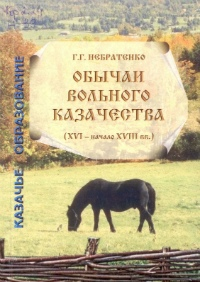 Г.Г. НЕБРАТЕНКО
ОБЫЧАИ
ВОЛЬНОГО
КАЗАЧЕСТВА
(XVI – начало XVIII вв.)
КАЗАЧЬЕ ОБРАЗОВАНИЕ